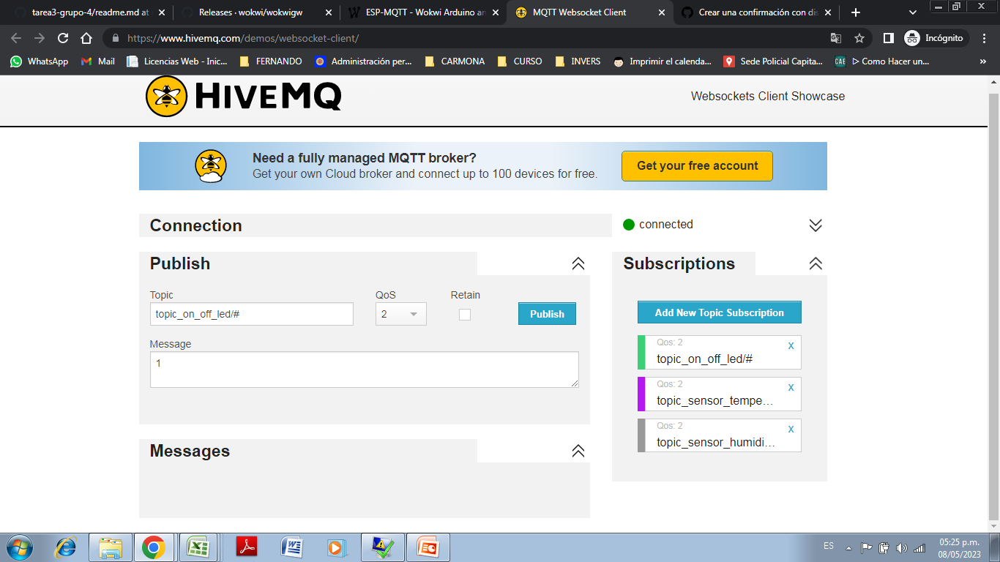 tarea3-grupo-4/readme.md at
Releases · wokwi/wokwigw
ESP-MQTT - Wokwi Arduino an
MQTT Websocket Client
Crear una confirmación con di
https://www.hivemq.com/demos/websocket-client/
Incógnito
WhatsApp
Mail
Licencias Web - Inic...
FERNANDO
Administración per...
CARMONA
CURSO
INVERS
Imprimir el calenda...
Sede Policial Capita...
CAE
Como Hacer un...
»
HIVEMQ
Websockets Client Showcase
Need a fully managed MQTT broker?
Get your own Cloud broker and connect up to 100 devices for free.
Get your free account
Connection
connected
Publish
Topic
QoS
Retain
topic_on_off_led/#
2
Publish
Message
1
Messages
Subscriptions
Add New Topic Subscription
Qos: 2
x
topic_on_off_led/#
Qos: 2
x
topic_sensor_tempe...
Qos: 2
x
topic_sensor_humidi...
ES
05:25 p.m.
08/05/2023